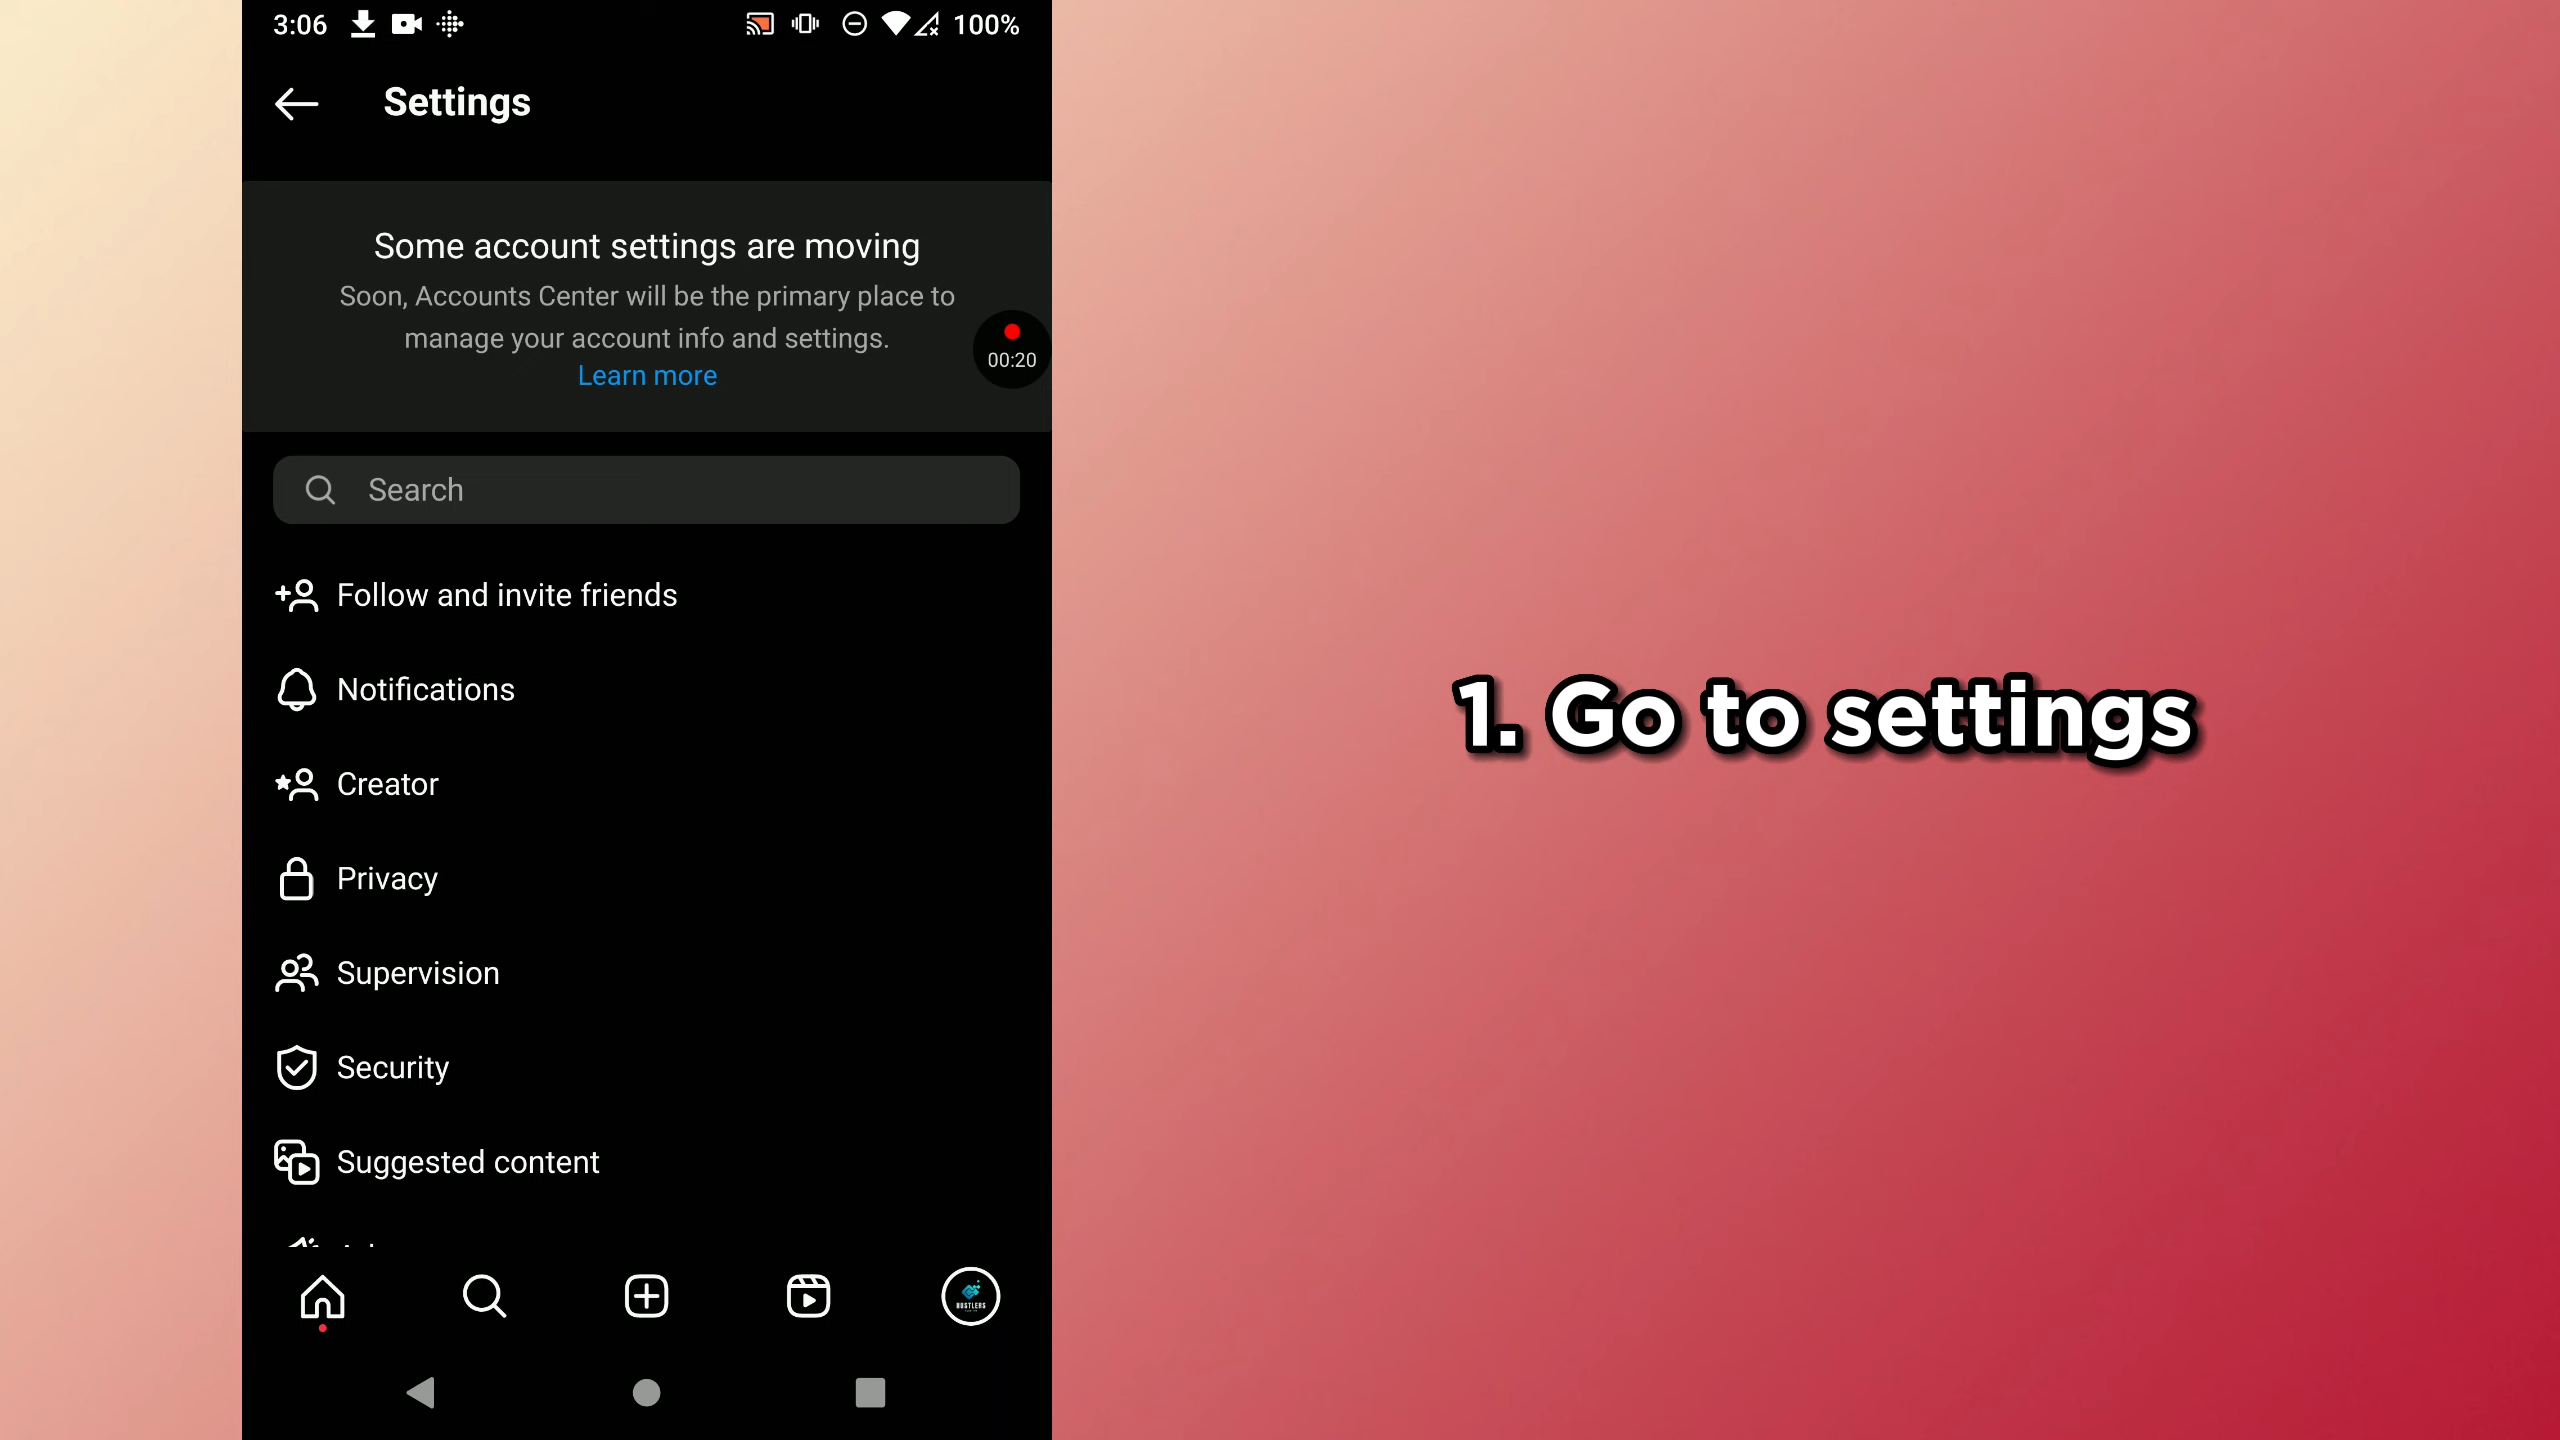 3:06
100%
Settings
Some account settings are moving
Soon, Accounts Center will be the primary place to
manage your account info and settings.
Learn more
00:20
Search
Follow and invite friends
Notifications
Creator
Privacy
Supervision
Security
Suggested content
HUSTLERS
1. Go to settings